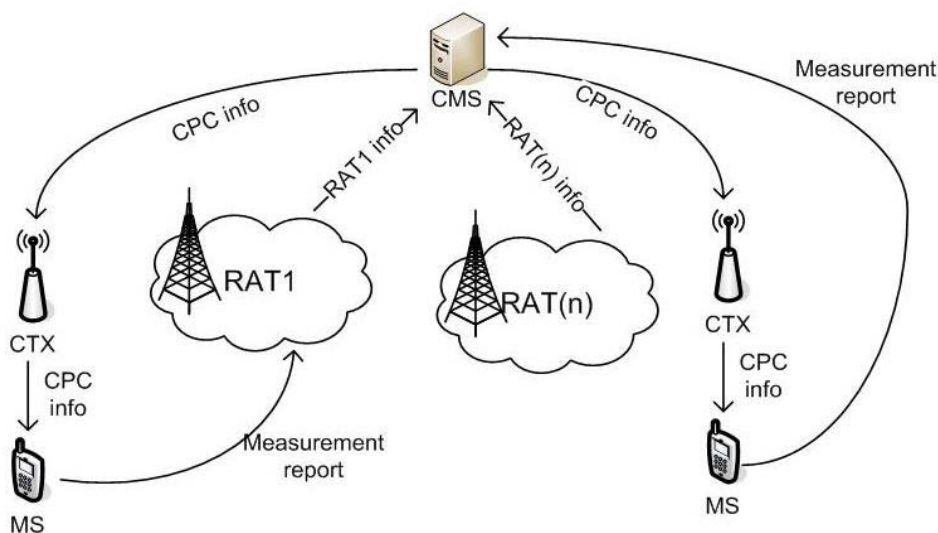 CMS
Measurement
report
CPC info
CPC info
RAT1 info
RAT(n) info
RAT1
RAT(n)
CTX
CTX
CPC
info
CPC
info
Measurement
report
MS
MS